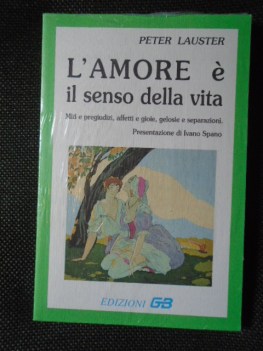 PETER LAUSTER
L'AMORE è
il senso della vita
Miti e pregiudizi, affetti e gioie, gelosie e separazioni.
Presentazione di Ivano Spano
EDIZIONI GB